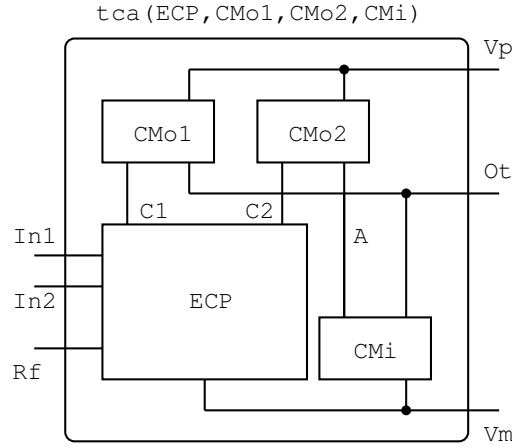 tca(ECP,CMo1,CMo2,CMi)
Vp
CMo1 CMo2
Ot
C1 C2
In1 A
ECP
In2
CMi
Rf
Vm